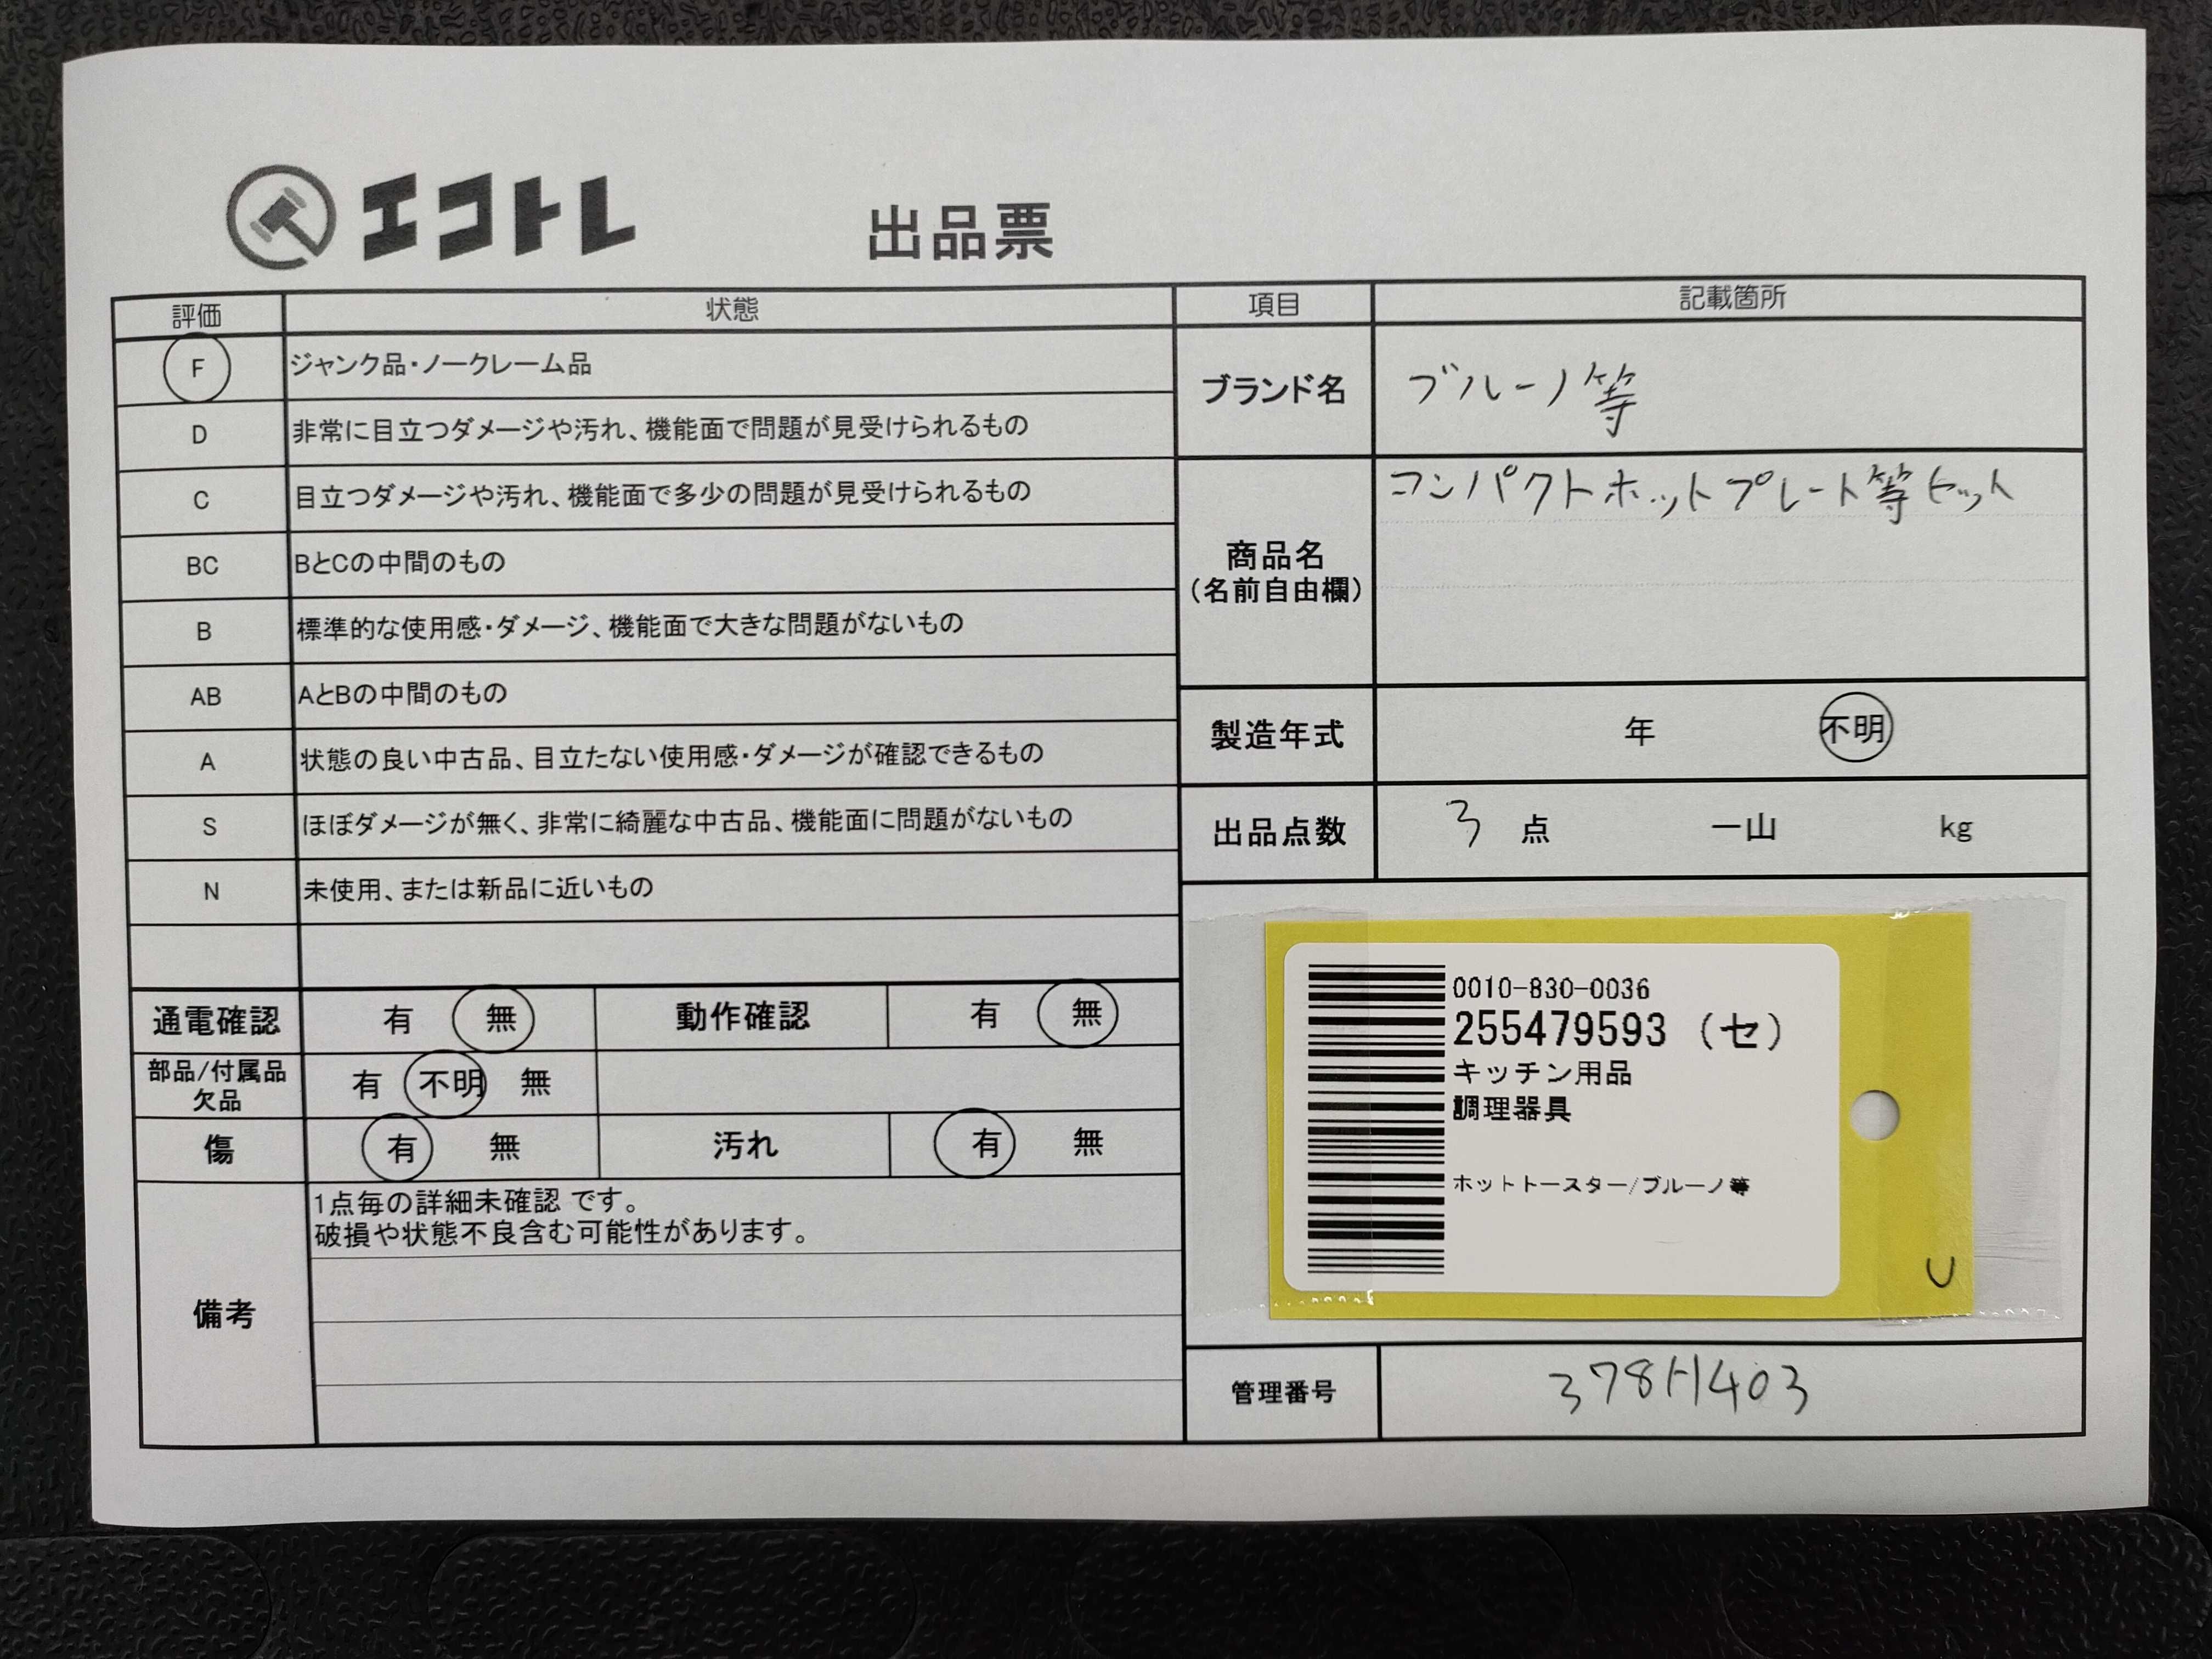 エコトレ
出品票
評価 状態
F ジャンク品・ノークレーム品
D 非常に目立つダメージや汚れ、機能面で問題が見受けられるもの
C 目立つダメージや汚れ、機能面で多少の問題が見受けられるもの
BC BとCの中間のもの
B 標準的な使用感・ダメージ、機能面で大きな問題がないもの
AB AとBの中間のもの
A 状態の良い中古品、目立たない使用感・ダメージが確認できるもの
S ほぼダメージが無く、非常に綺麗な中古品、機能面に問題がないもの
N 未使用、または新品に近いもの
通電確認 有 無 動作確認 有 無
部品/付属品
欠品
有 不明 無
傷 有 無 汚れ 有 無
備考
1点毎の詳細未確認 です。
破損や状態不良含む可能性があります。
項目 記載箇所
ブランド名 ブルーノ等
商品名
(名前自由欄)
コンパクトホットプレート等セット
製造年式 年 不明
出品点数 3 点 一山 kg
0010-830-0036
255479593 (セ)
キッチン用品
調理器具
ホットトースター/ブルーノ等
U
管理番号 378H403